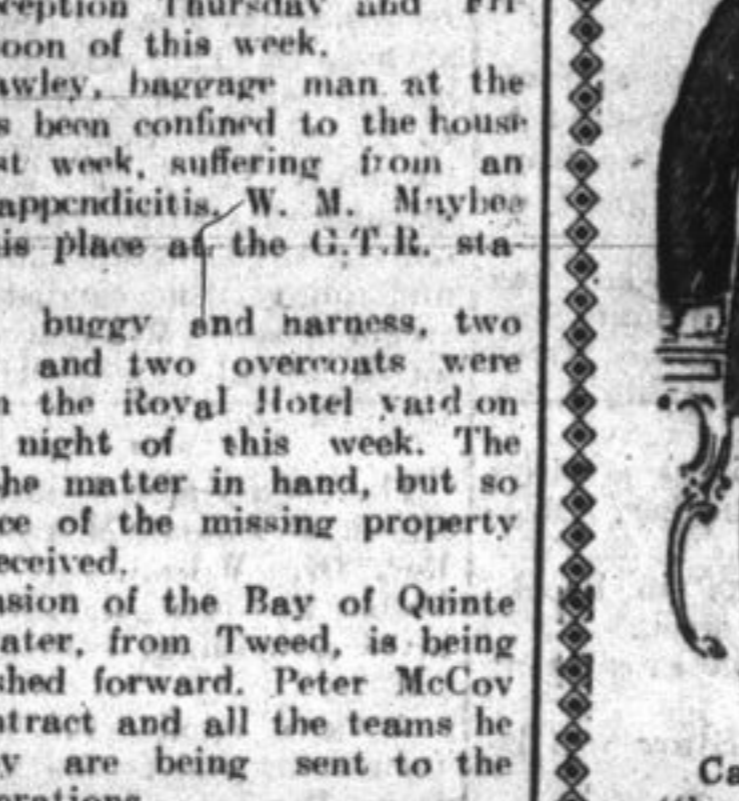 ception Thursday and Fri-
oon of this week.
awley, baggage man at the
s been confined to the house
st week, suffering from an
appendicitis. W. M. Maybee
is place at the G.T.R. sta-
buggy and harness, two
and two overcoats were
n the Royal Hotel yard on
night of this week. The
he matter in hand, but so
ce of the missing property
eceived.
nsion of the Bay of Quinte
ater, from Tweed, is being
shed forward. Peter McCoy
ntract and all the teams he
y are being sent to the
erations.
Ca